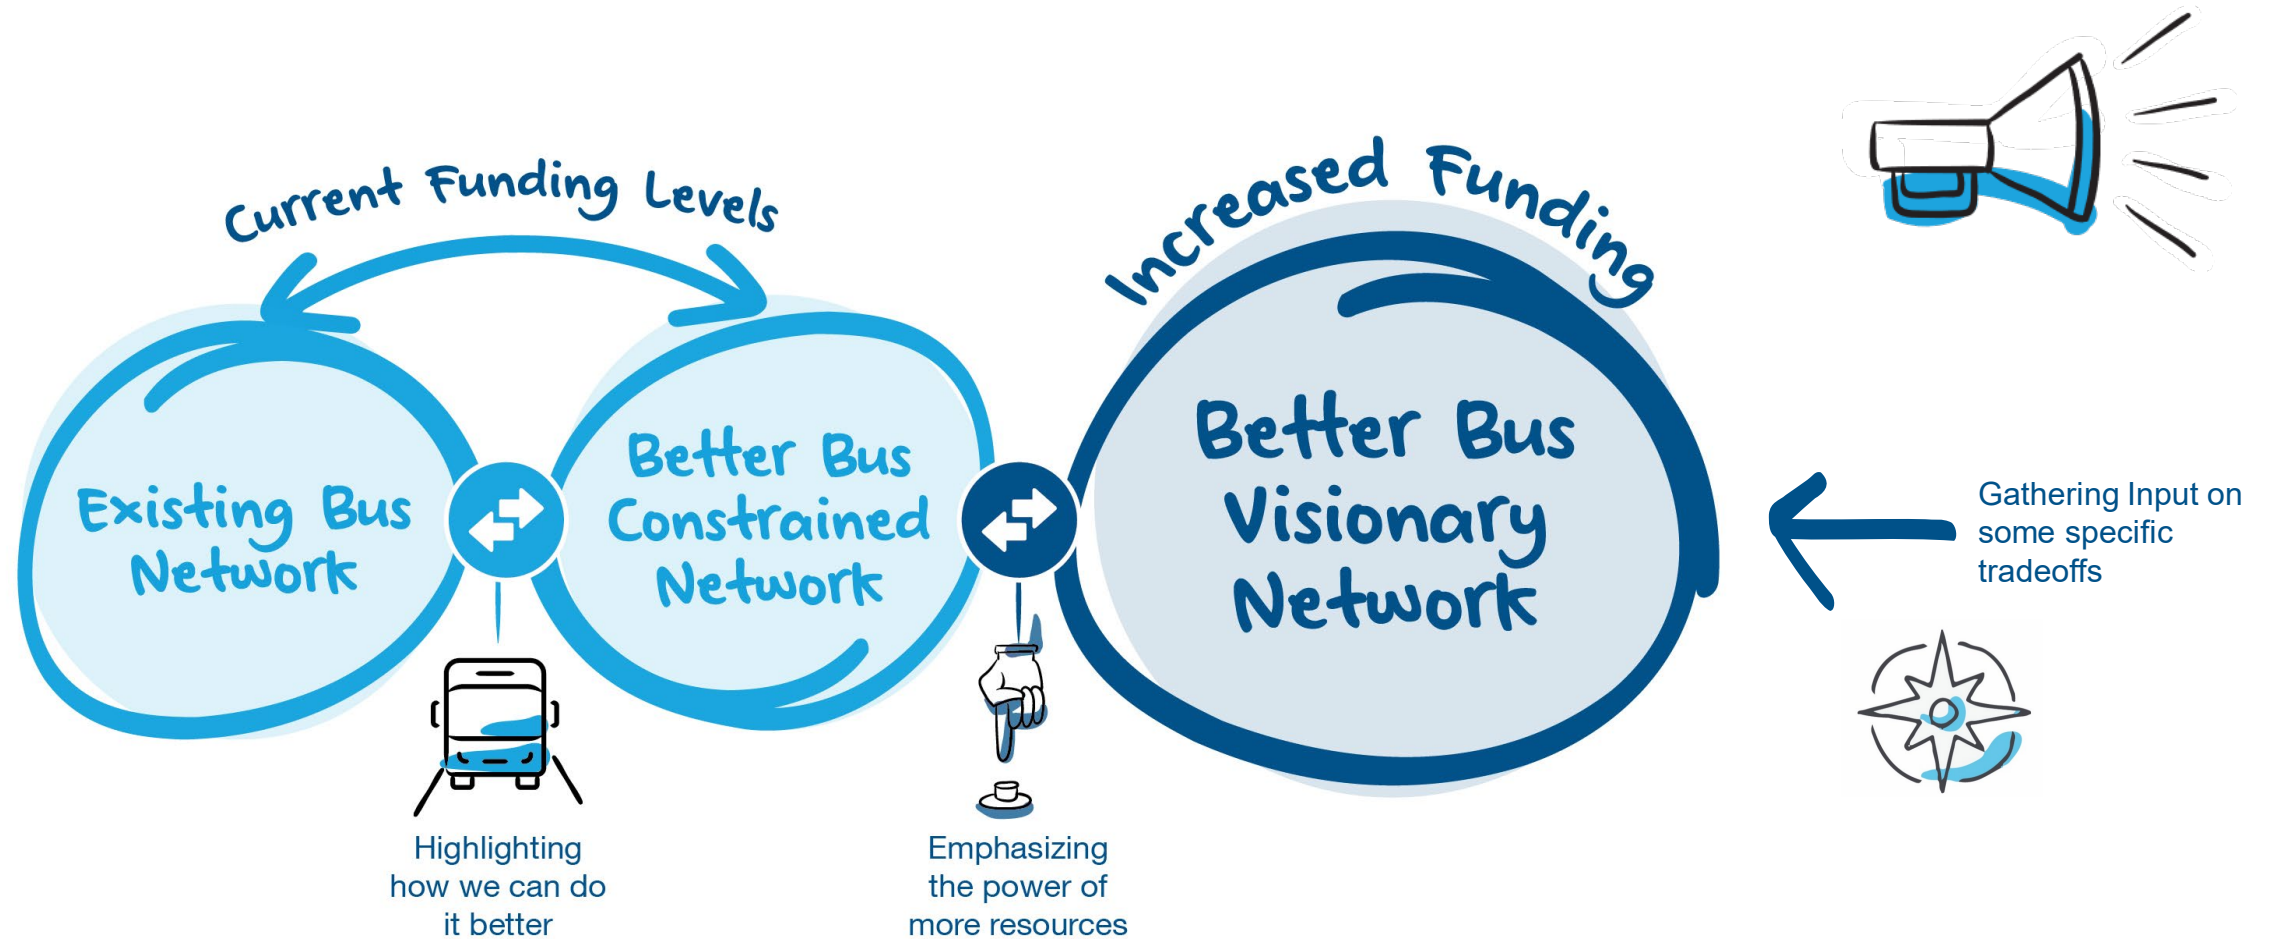 Current Funding Levels
Increased Funding
Existing Bus
Network
Better Bus
Constrained
Network
Better Bus
Visionary
Network
Gathering Input on
some specific
tradeoffs
Highlighting
how we can do
it better
Emphasizing
the power of
more resources